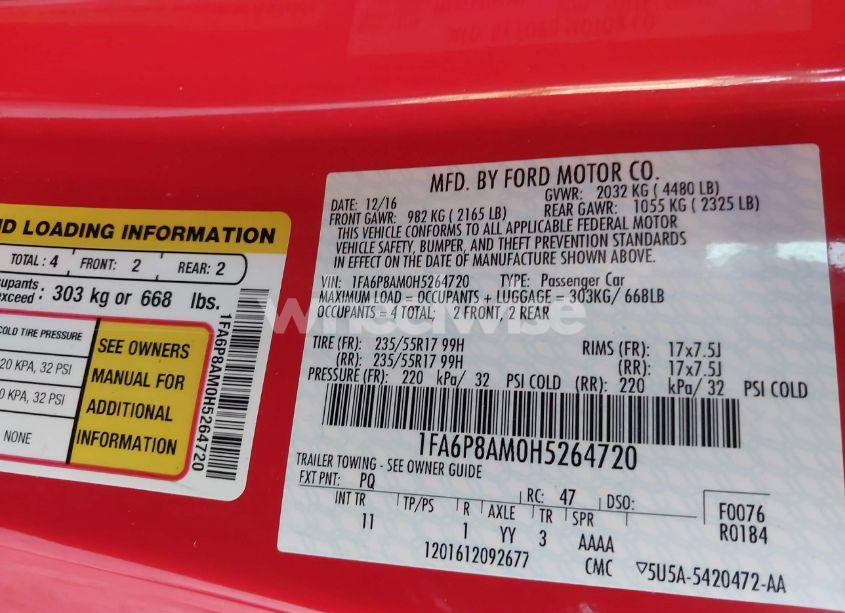 ND LOADING INFORMATION
TOTAL: 4 FRONT: 2 REAR: 2
cupants
exceed: 303 kg or 668 lbs.
COLD TIRE PRESSURE
20 KPA, 32 PSI
0 KPA, 32 PSI
NONE
SEE OWNERS
MANUAL FOR
ADDITIONAL
INFORMATION
1FA6P8AM0H5264720
MFD. BY FORD MOTOR CO.
DATE: 12/16 GVWR: 2032 KG ( 4480 LB)
FRONT GAWR: 982 KG ( 2165 LB) REAR GAWR: 1055 KG ( 2325 LB)
THIS VEHICLE CONFORMS TO ALL APPLICABLE FEDERAL MOTOR
VEHICLE SAFETY, BUMPER, AND THEFT PREVENTION STANDARDS
IN EFFECT ON THE DATE OF MANUFACTURE SHOWN ABOVE.
VIN: 1FA6P8AM0H5264720 TYPE: Passenger Car
MAXIMUM LOAD = OCCUPANTS + LUGGAGE = 303KG/ 668LB
OCCUPANTS = 4 TOTAL; 2 FRONT, 2 REAR
TIRE (FR): 235/55R17 99H RIMS (FR): 17x7.5J
(RR): 235/55R17 99H (RR): 17x7.5J
PRESSURE (FR): 220 kPa/ 32 PSI COLD (RR): 220 kPa/ 32 PSI COLD
1FA6P8AM0H5264720
TRAILER TOWING - SEE OWNER GUIDE
EXT PNT: PQ RC: 47 DSO: F0076
INT TR TP/PS R AXLE TR SPR R0184
11 1 YY 3 AAAA
1201612092677 CMC ▽5U5A-5420472-AA
Wheelwise